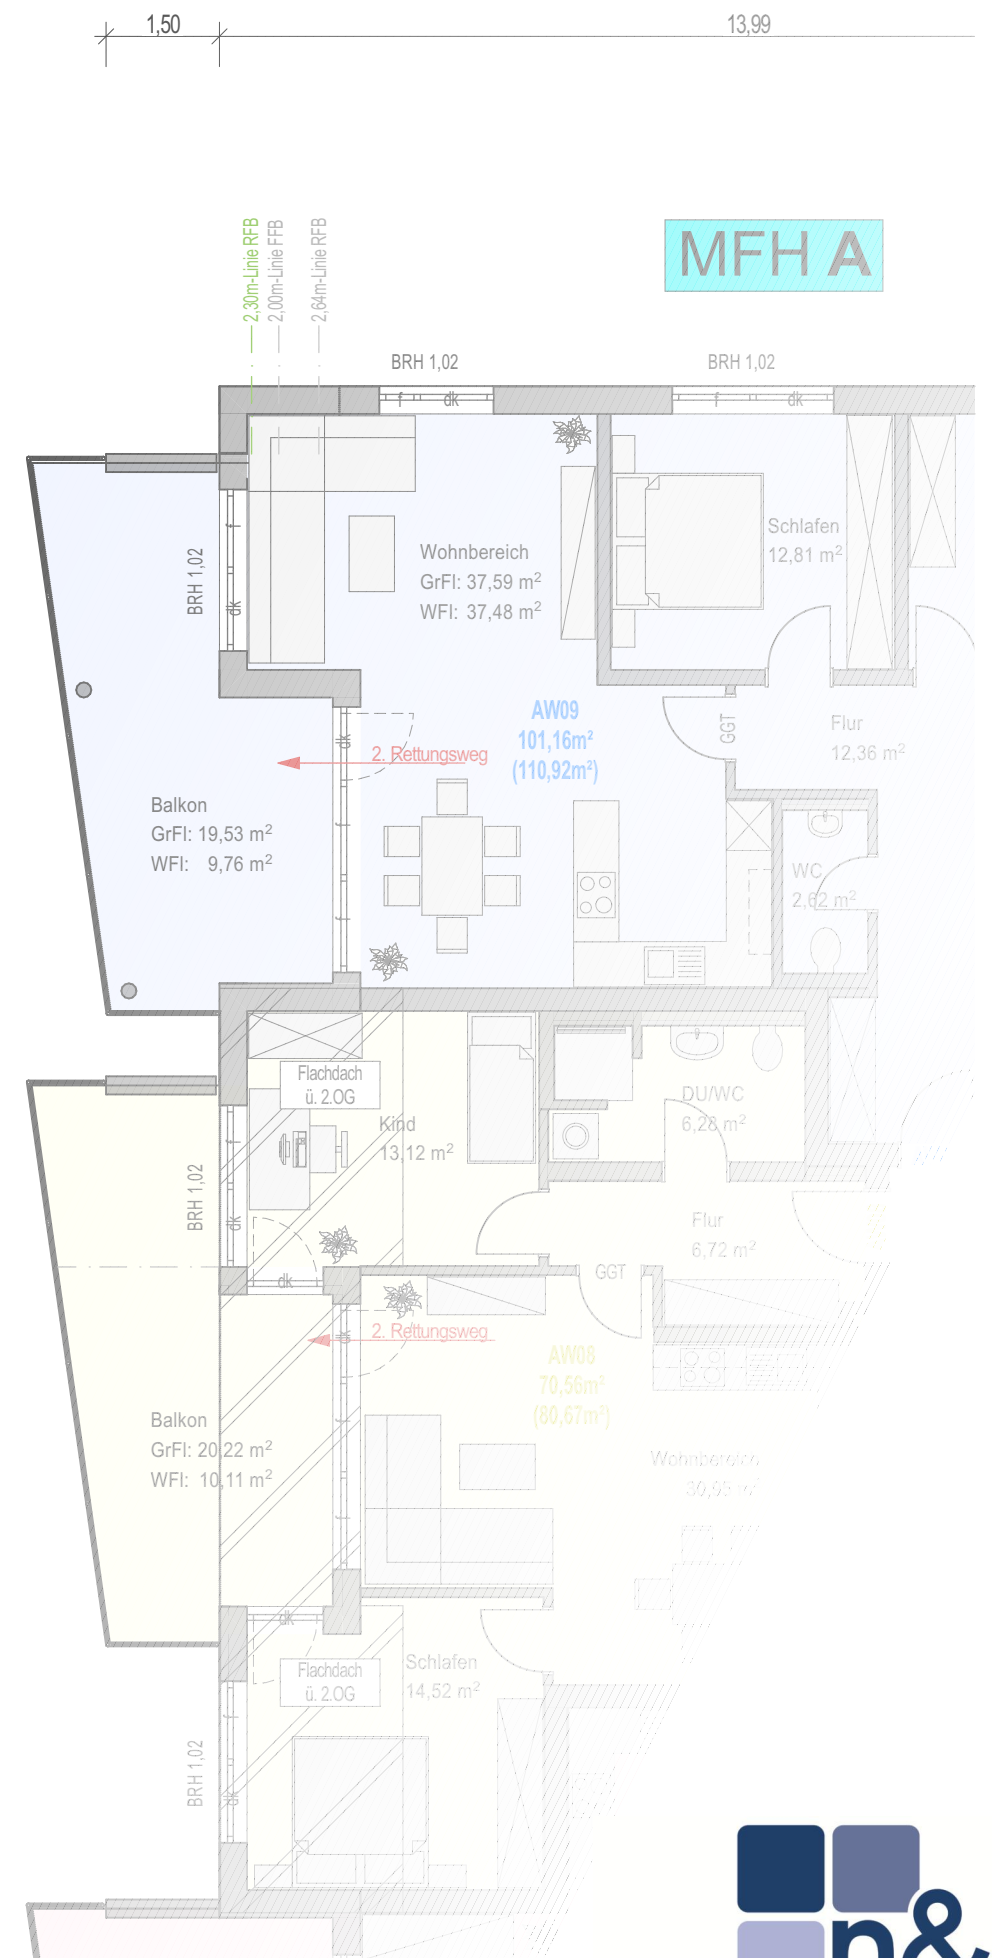 1,50
13,99
2,30m-Linie RFB
2,00m-Linie FFB
2,64m-Linie RFB
MFH A
BRH 1,02
BRH 1,02
f
dk
f
dk
Schlafen
12,81 m²
Wohnbereich
GrFl: 37,59 m²
WFl: 37,48 m²
BRH 1,02
f
dk
AW09
101,16m²
(110,92m²)
GGT
Flur
12,36 m²
dk
2. Rettungsweg
Balkon
GrFl: 19,53 m²
WFl: 9,76 m²
f
WC
2,62 m²
f
Flachdach
ü. 2.OG
Kind
13,12 m²
DU/WC
6,28 m²
BRH 1,02
f
dk
Flur
6,72 m²
dk
GGT
dk
2. Rettungsweg
AW08
70,56m²
(80,67m²)
Balkon
GrFl: 20,22 m²
WFl: 10,11 m²
f
Wohnbereich
f
dk
Flachdach
ü. 2.OG
Schlafen
14,52 m²
BRH 1,02
f
dk
n&